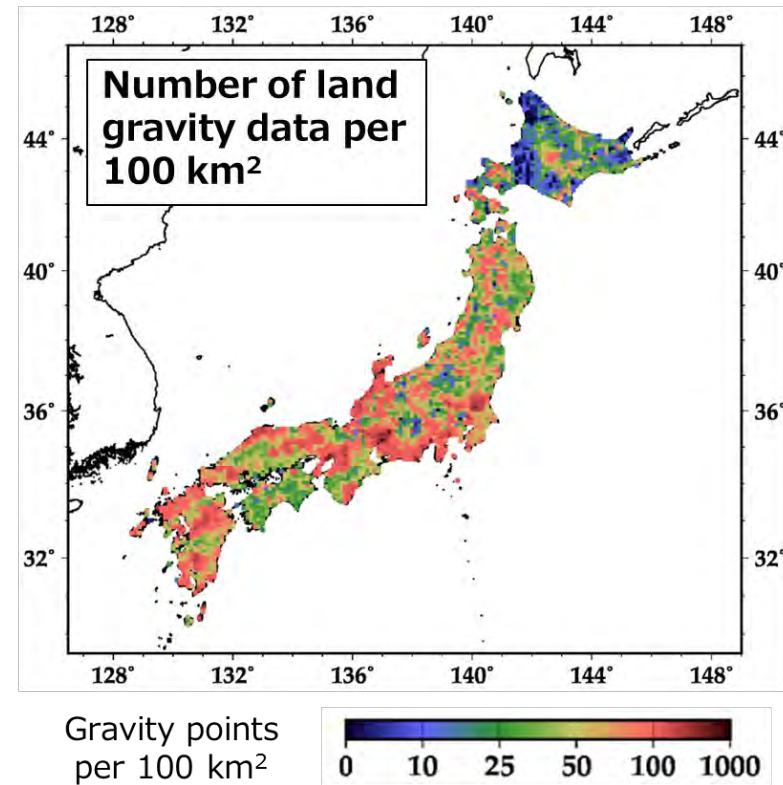 128° 132° 136° 140° 144° 148°
Number of land
gravity data per
100 km²
44° 44°
40° 40°
36° 36°
32° 32°
128° 132° 136° 140° 144° 148°
Gravity points
per 100 km²
0 10 25 50 100 1000